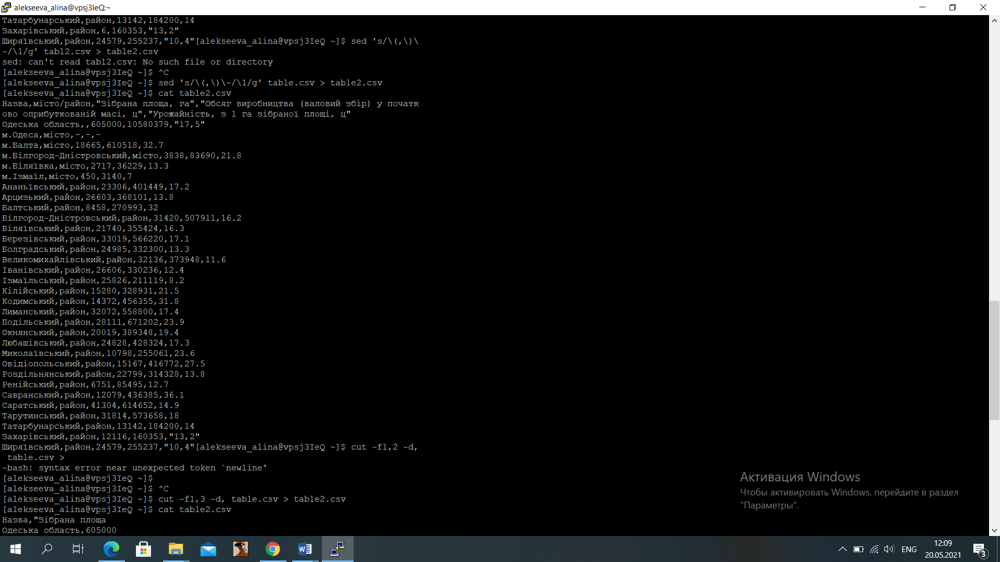 alekseeva_alina@vpsj3IeQ:~
Татарбунарський,район,13142,184200,14
Захарівський,район,6,160353,"13,2"
Ширяївський,район,24579,255237,"10,4"[alekseeva_alina@vpsj3IeQ ~]$ sed 's/\(,\)\
-/\1/g' tabl2.csv > table2.csv
sed: can't read tabl2.csv: No such file or directory
[alekseeva_alina@vpsj3IeQ ~]$ ^C
[alekseeva_alina@vpsj3IeQ ~]$ sed 's/\(,\)\-/\1/g' table.csv > table2.csv
[alekseeva_alina@vpsj3IeQ ~]$ cat table2.csv
Назва,місто/район,"Зібрана площа, га","Обсяг виробництва (валовий збір) у початк
ово оприбуткованій масі, ц","Урожайність, з 1 га зібраної площі, ц"
Одеська область,,605000,10580379,"17,5"
м.Одеса,місто,-,-,-
м.Балта,місто,18665,610518,32.7
м.Білгород-Дністровський,місто,3838,83690,21.8
м.Біляївка,місто,2717,36229,13.3
м.Ізмаїл,місто,450,3140,7
Ананьївський,район,23306,401449,17.2
Арцизький,район,26603,368101,13.8
Балтський,район,8458,270993,32
Білгород-Дністровський,район,31420,507911,16.2
Біляївський,район,21740,355424,16.3
Березівський,район,33019,566220,17.1
Болградський,район,24985,332300,13.3
Великомихайлівський,район,32136,373948,11.6
Іванівський,район,26606,330236,12.4
Ізмаїльський,район,25826,211119,8.2
Кілійський,район,15280,328931,21.5
Кодимський,район,14372,456355,31.8
Лиманський,район,32072,558800,17.4
Подільський,район,28111,671202,23.9
Окнянський,район,20019,389348,19.4
Любашівський,район,24828,428324,17.3
Миколаївський,район,10798,255061,23.6
Овідіопольський,район,15167,416772,27.5
Роздільнянський,район,22799,314328,13.8
Ренійський,район,6751,85495,12.7
Савранський,район,12079,436385,36.1
Саратський,район,41304,614652,14.9
Тарутинський,район,31814,573658,18
Татарбунарський,район,13142,184200,14
Захарівський,район,12116,160353,"13,2"
Ширяївський,район,24579,255237,"10,4"[alekseeva_alina@vpsj3IeQ ~]$ cut -f1,2 -d,
 table.csv >
-bash: syntax error near unexpected token `newline'
[alekseeva_alina@vpsj3IeQ ~]$
[alekseeva_alina@vpsj3IeQ ~]$ ^C
[alekseeva_alina@vpsj3IeQ ~]$ cut -f1,3 -d, table.csv > table2.csv
[alekseeva_alina@vpsj3IeQ ~]$ cat table2.csv
Назва,"Зібрана площа
Одеська область,605000
Активация Windows
Чтобы активировать Windows, перейдите в раздел
"Параметры".
ENG
12:09
20.05.2021
3